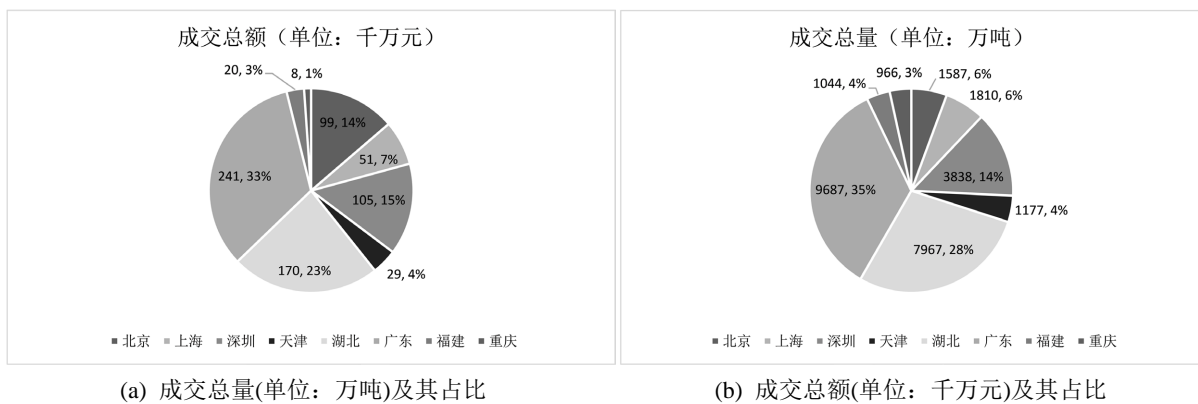 成交总额（单位：千万元）
20, 3%
8, 1%
99, 14%
51, 7%
241, 33%
105, 15%
170, 23%
29, 4%
■北京 ■上海 ■深圳 ■天津 ■湖北 ■广东 ■福建 ■重庆
(a) 成交总量(单位：万吨)及其占比
成交总量（单位：万吨）
1044, 4%
966, 3%
1587, 6%
1810, 6%
9687, 35%
3838, 14%
1177, 4%
7967, 28%
■北京 ■上海 ■深圳 ■天津 ■湖北 ■广东 ■福建 ■重庆
(b) 成交总额(单位：千万元)及其占比